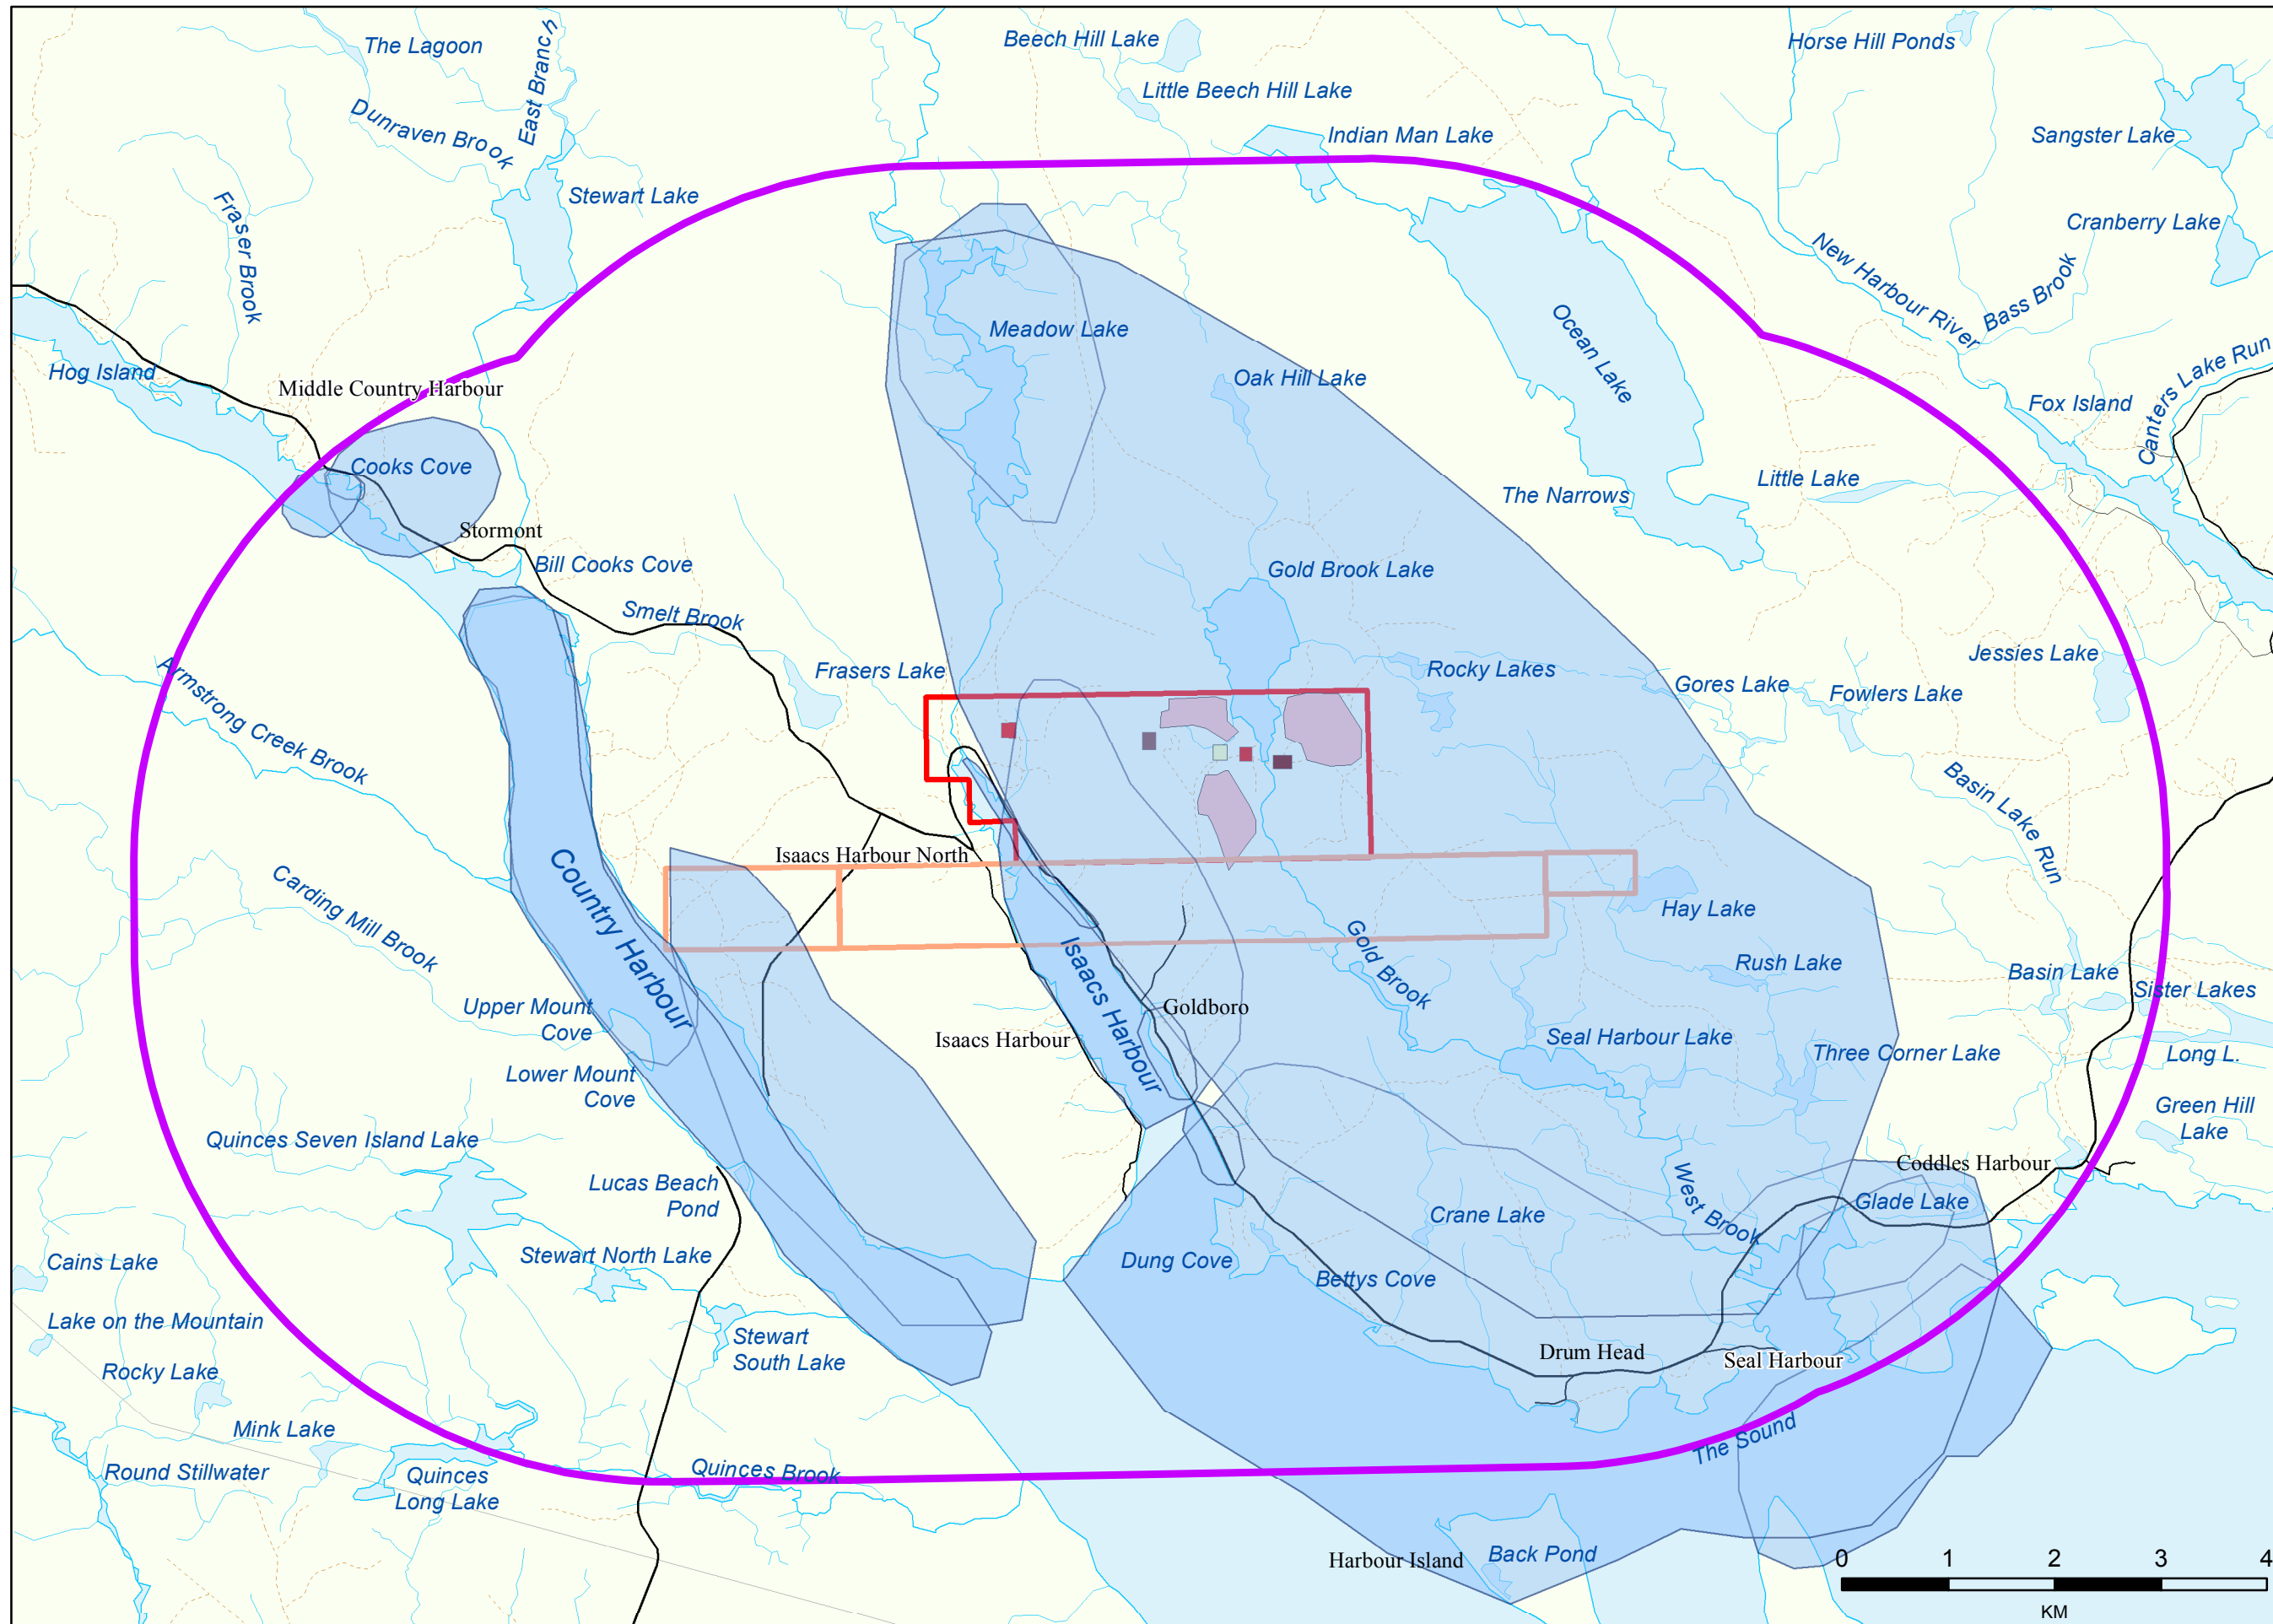 The Lagoon
East Branch
Beech Hill Lake
Horse Hill Ponds
Little Beech Hill Lake
Dunraven Brook
Indian Man Lake
Sangster Lake
Stewart Lake
Fraser Brook
Cranberry Lake
New Harbour River
Bass Brook
Meadow Lake
Ocean Lake
Hog Island
Middle Country Harbour
Oak Hill Lake
Fox Island
Canters Lake Run
Cooks Cove
Little Lake
The Narrows
Stormont
Bill Cooks Cove
Gold Brook Lake
Smelt Brook
Armstrong Creek Brook
Frasers Lake
Rocky Lakes
Jessies Lake
Gores Lake
Fowlers Lake
Basin Lake Run
Isaacs Harbour North
Country Harbour
Carding Mill Brook
Hay Lake
Gold Brook
Isaacs Harbour
Rush Lake
Basin Lake
Sister Lakes
Upper Mount
Cove
Goldboro
Isaacs Harbour
Seal Harbour Lake
Three Corner Lake
Long L.
Lower Mount
Cove
Green Hill
Lake
Quinces Seven Island Lake
Coddles Harbour
Lucas Beach
Pond
West Brook
Glade Lake
Crane Lake
Cains Lake
Stewart North Lake
Dung Cove
Bettys Cove
Lake on the Mountain
Stewart
South Lake
Drum Head
Seal Harbour
Rocky Lake
Mink Lake
The Sound
Round Stillwater
Quinces
Long Lake
Quinces Brook
Harbour Island
Back Pond
0 1 2 3 4
KM